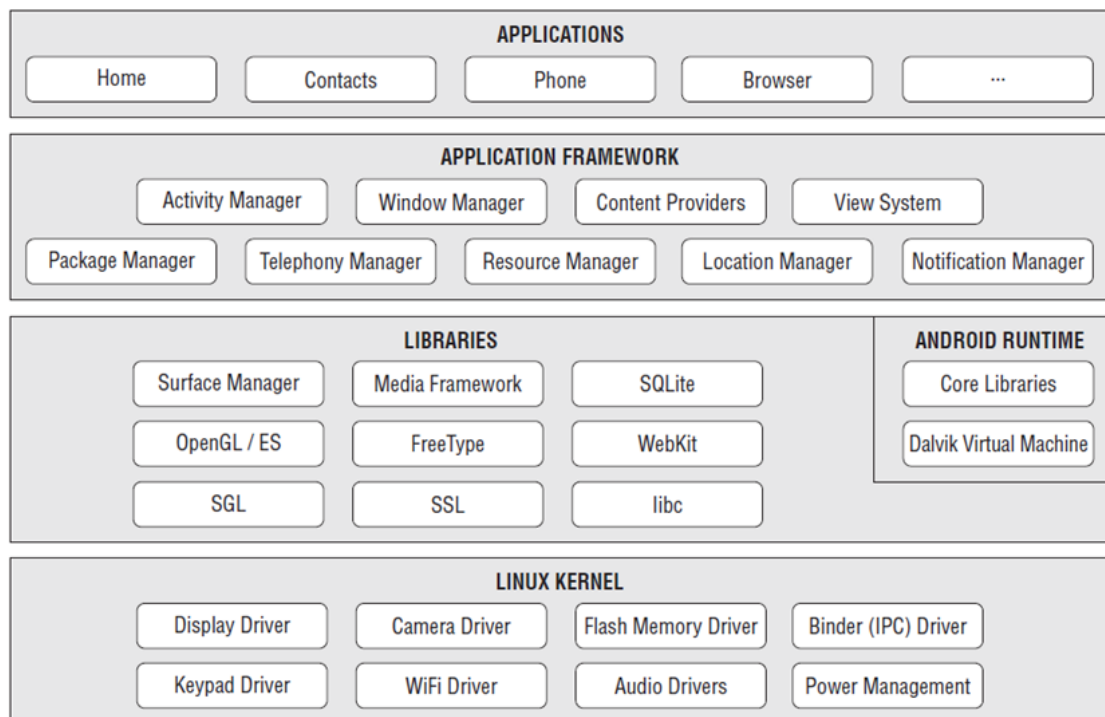 APPLICATIONS
Home
Contacts
Phone
Browser
...
APPLICATION FRAMEWORK
Activity Manager
Window Manager
Content Providers
View System
Package Manager
Telephony Manager
Resource Manager
Location Manager
Notification Manager
LIBRARIES
Surface Manager
Media Framework
SQLite
OpenGL / ES
FreeType
WebKit
SGL
SSL
libc
ANDROID RUNTIME
Core Libraries
Dalvik Virtual Machine
LINUX KERNEL
Display Driver
Camera Driver
Flash Memory Driver
Binder (IPC) Driver
Keypad Driver
WiFi Driver
Audio Drivers
Power Management